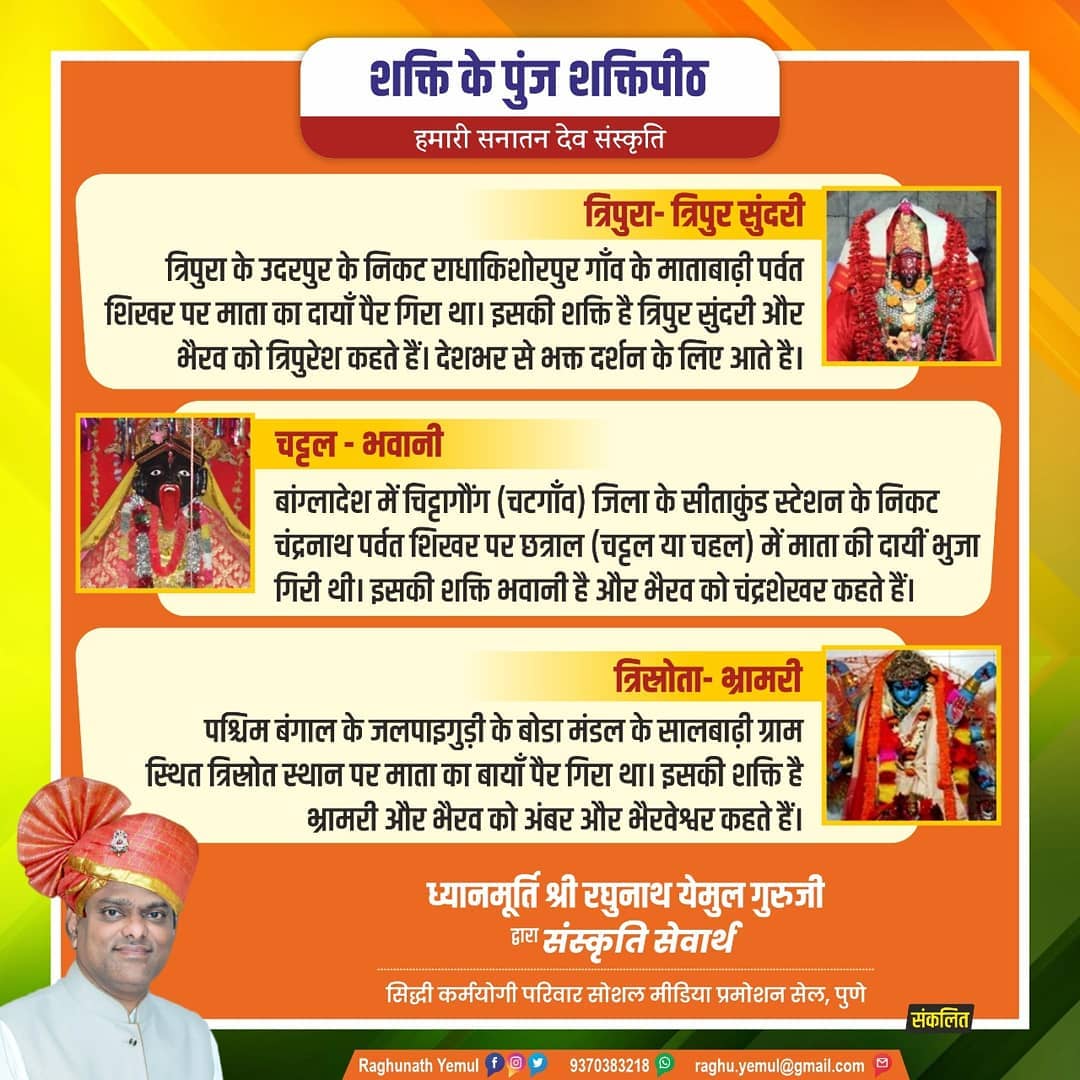 शक्ति के पुंज शक्तिपीठ
हमारी सनातन देव संस्कृति
त्रिपुरा- त्रिपुर सुंदरी
त्रिपुरा के उदरपुर के निकट राधाकिशोरपुर गाँव के माताबाढ़ी पर्वत
शिखर पर माता का दायाँ पैर गिरा था। इसकी शक्ति है त्रिपुर सुंदरी और
भैरव को त्रिपुरेश कहते हैं। देशभर से भक्त दर्शन के लिए आते है।
चट्टल - भवानी
बांग्लादेश में चिट्टागौंग (चटगाँव) जिला के सीताकुंड स्टेशन के निकट
चंद्रनाथ पर्वत शिखर पर छत्राल (चट्टल या चहल) में माता की दायीं भुजा
गिरी थी। इसकी शक्ति भवानी है और भैरव को चंद्रशेखर कहते हैं।
त्रिस्रोता- भ्रामरी
पश्चिम बंगाल के जलपाइगुड़ी के बोडा मंडल के सालबाढ़ी ग्राम
स्थित त्रिस्रोत स्थान पर माता का बायाँ पैर गिरा था। इसकी शक्ति है
भ्रामरी और भैरव को अंबर और भैरवेश्वर कहते हैं।
ध्यानमूर्ति श्री रघुनाथ येमुल गुरुजी
द्वारा संस्कृति सेवार्थ
सिद्धी कर्मयोगी परिवार सोशल मीडिया प्रमोशन सेल, पुणे
संकलित
Raghunath Yemul 9370383218 raghu.yemul@gmail.com